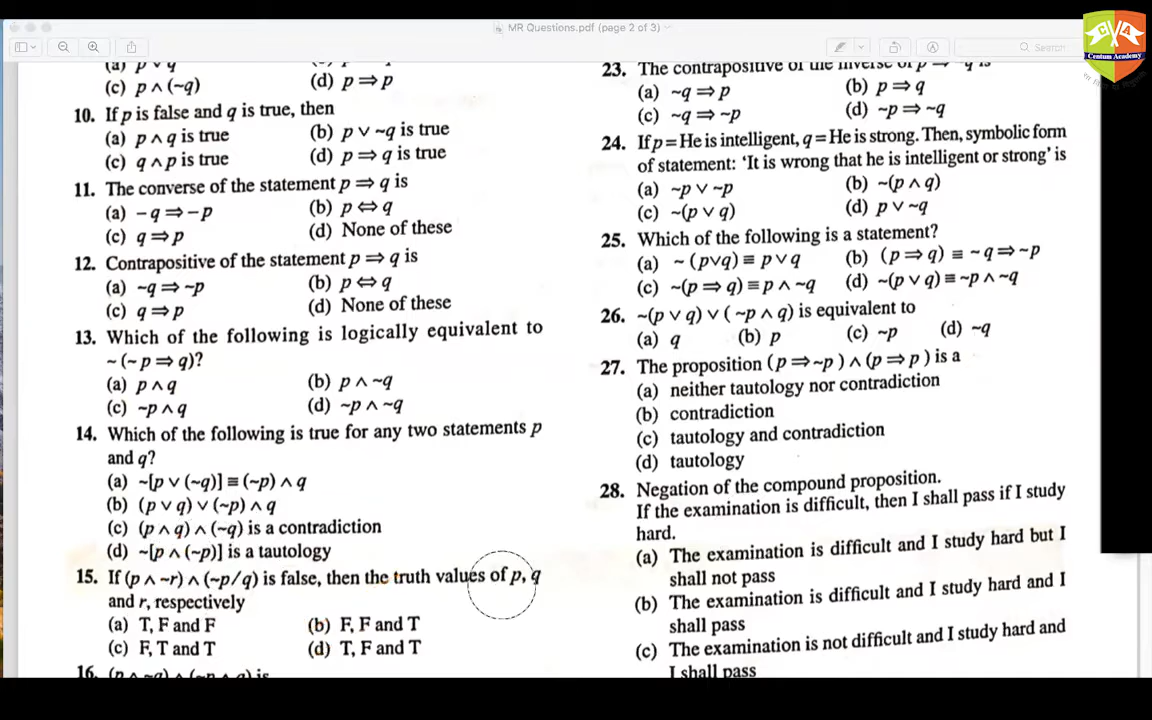 MR Questions.pdf (page 2 of 3)
Search
Centum Academy
(a) p ∨ q
(c) p ∧ (~q)
(d) p ⇒ p
10. If p is false and q is true, then
(a) p ∧ q is true
(b) p ∨ ~q is true
(c) q ∧ p is true
(d) p ⇒ q is true
11. The converse of the statement p ⇒ q is
(a) −q ⇒ −p
(b) p ⇔ q
(c) q ⇒ p
(d) None of these
12. Contrapositive of the statement p ⇒ q is
(a) ~q ⇒ ~p
(b) p ⇔ q
(c) q ⇒ p
(d) None of these
13. Which of the following is logically equivalent to
~ (~ p ⇒ q)?
(a) p ∧ q
(b) p ∧ ~q
(c) ~p ∧ q
(d) ~p ∧ ~q
14. Which of the following is true for any two statements p
and q?
(a) ~[p ∨ (~q)] ≡ (~p) ∧ q
(b) (p ∨ q) ∨ (~p) ∧ q
(c) (p ∧ q) ∧ (~q) is a contradiction
(d) ~[p ∧ (~p)] is a tautology
15. If (p ∧ ~r) ∧ (~p/q) is false, then the truth values of p, q
and r, respectively
(a) T, F and F
(b) F, F and T
(c) F, T and T
(d) T, F and T
16. (p ∧ ~q) ∧ (~p ∧ q) is
23. The contrapositive of the inverse of p ⇒ ~q is
(a) ~q ⇒ p
(b) p ⇒ q
(c) ~q ⇒ ~p
(d) ~p ⇒ ~q
24. If p = He is intelligent, q = He is strong. Then, symbolic form
of statement: 'It is wrong that he is intelligent or strong' is
(a) ~p ∨ ~p
(b) ~(p ∧ q)
(c) ~(p ∨ q)
(d) p ∨ ~q
25. Which of the following is a statement?
(a) ~ (p∨q) ≡ p ∨ q
(b) (p ⇒ q) ≡ ~q ⇒ ~p
(c) ~(p ⇒ q) ≡ p ∧ ~q
(d) ~(p ∨ q) ≡ ~p ∧ ~q
26. ~(p ∨ q) ∨ (~p ∧ q) is equivalent to
(a) q (b) p (c) ~p (d) ~q
27. The proposition (p ⇒ ~p) ∧ (p ⇒ p) is a
(a) neither tautology nor contradiction
(b) contradiction
(c) tautology and contradiction
(d) tautology
28. Negation of the compound proposition.
If the examination is difficult, then I shall pass if I study
hard.
(a) The examination is difficult and I study hard but I
shall not pass
(b) The examination is difficult and I study hard and I
shall pass
(c) The examination is not difficult and I study hard and
I shall pass